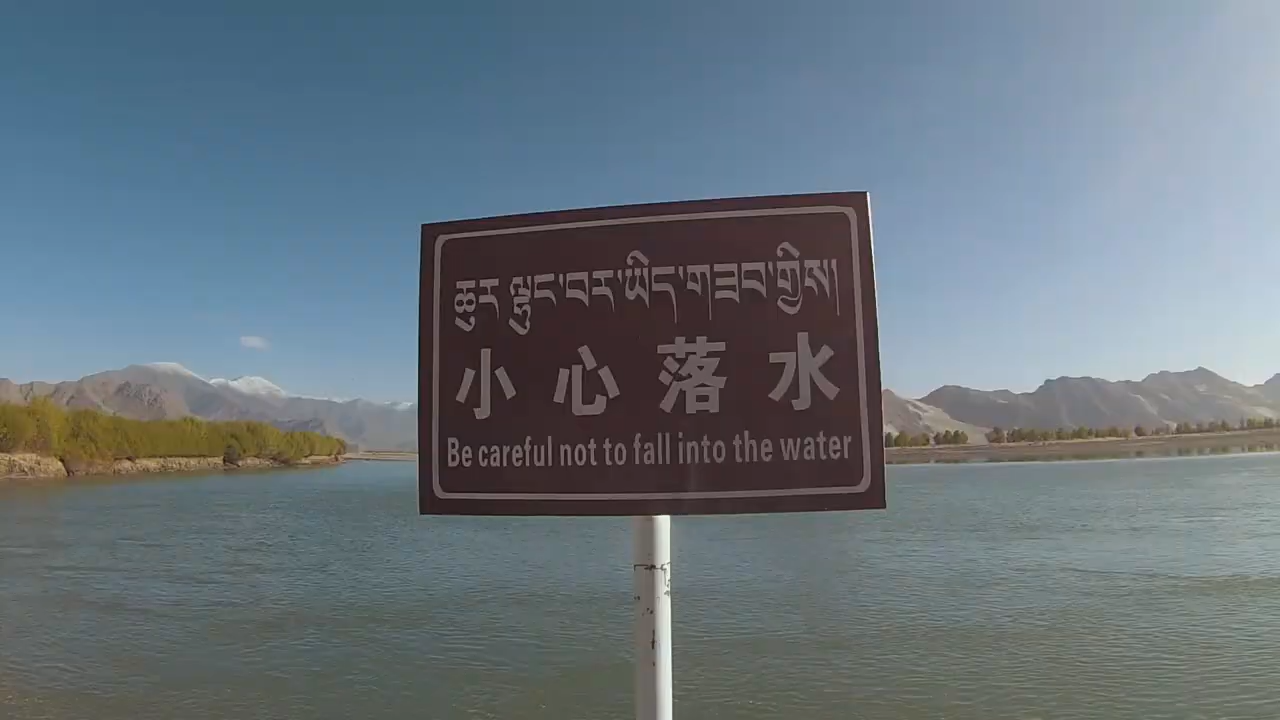 ཆུར ལྷུང་བར་ཡིད་གཟབ་གྱིས།
小心落水
Be careful not to fall into the water